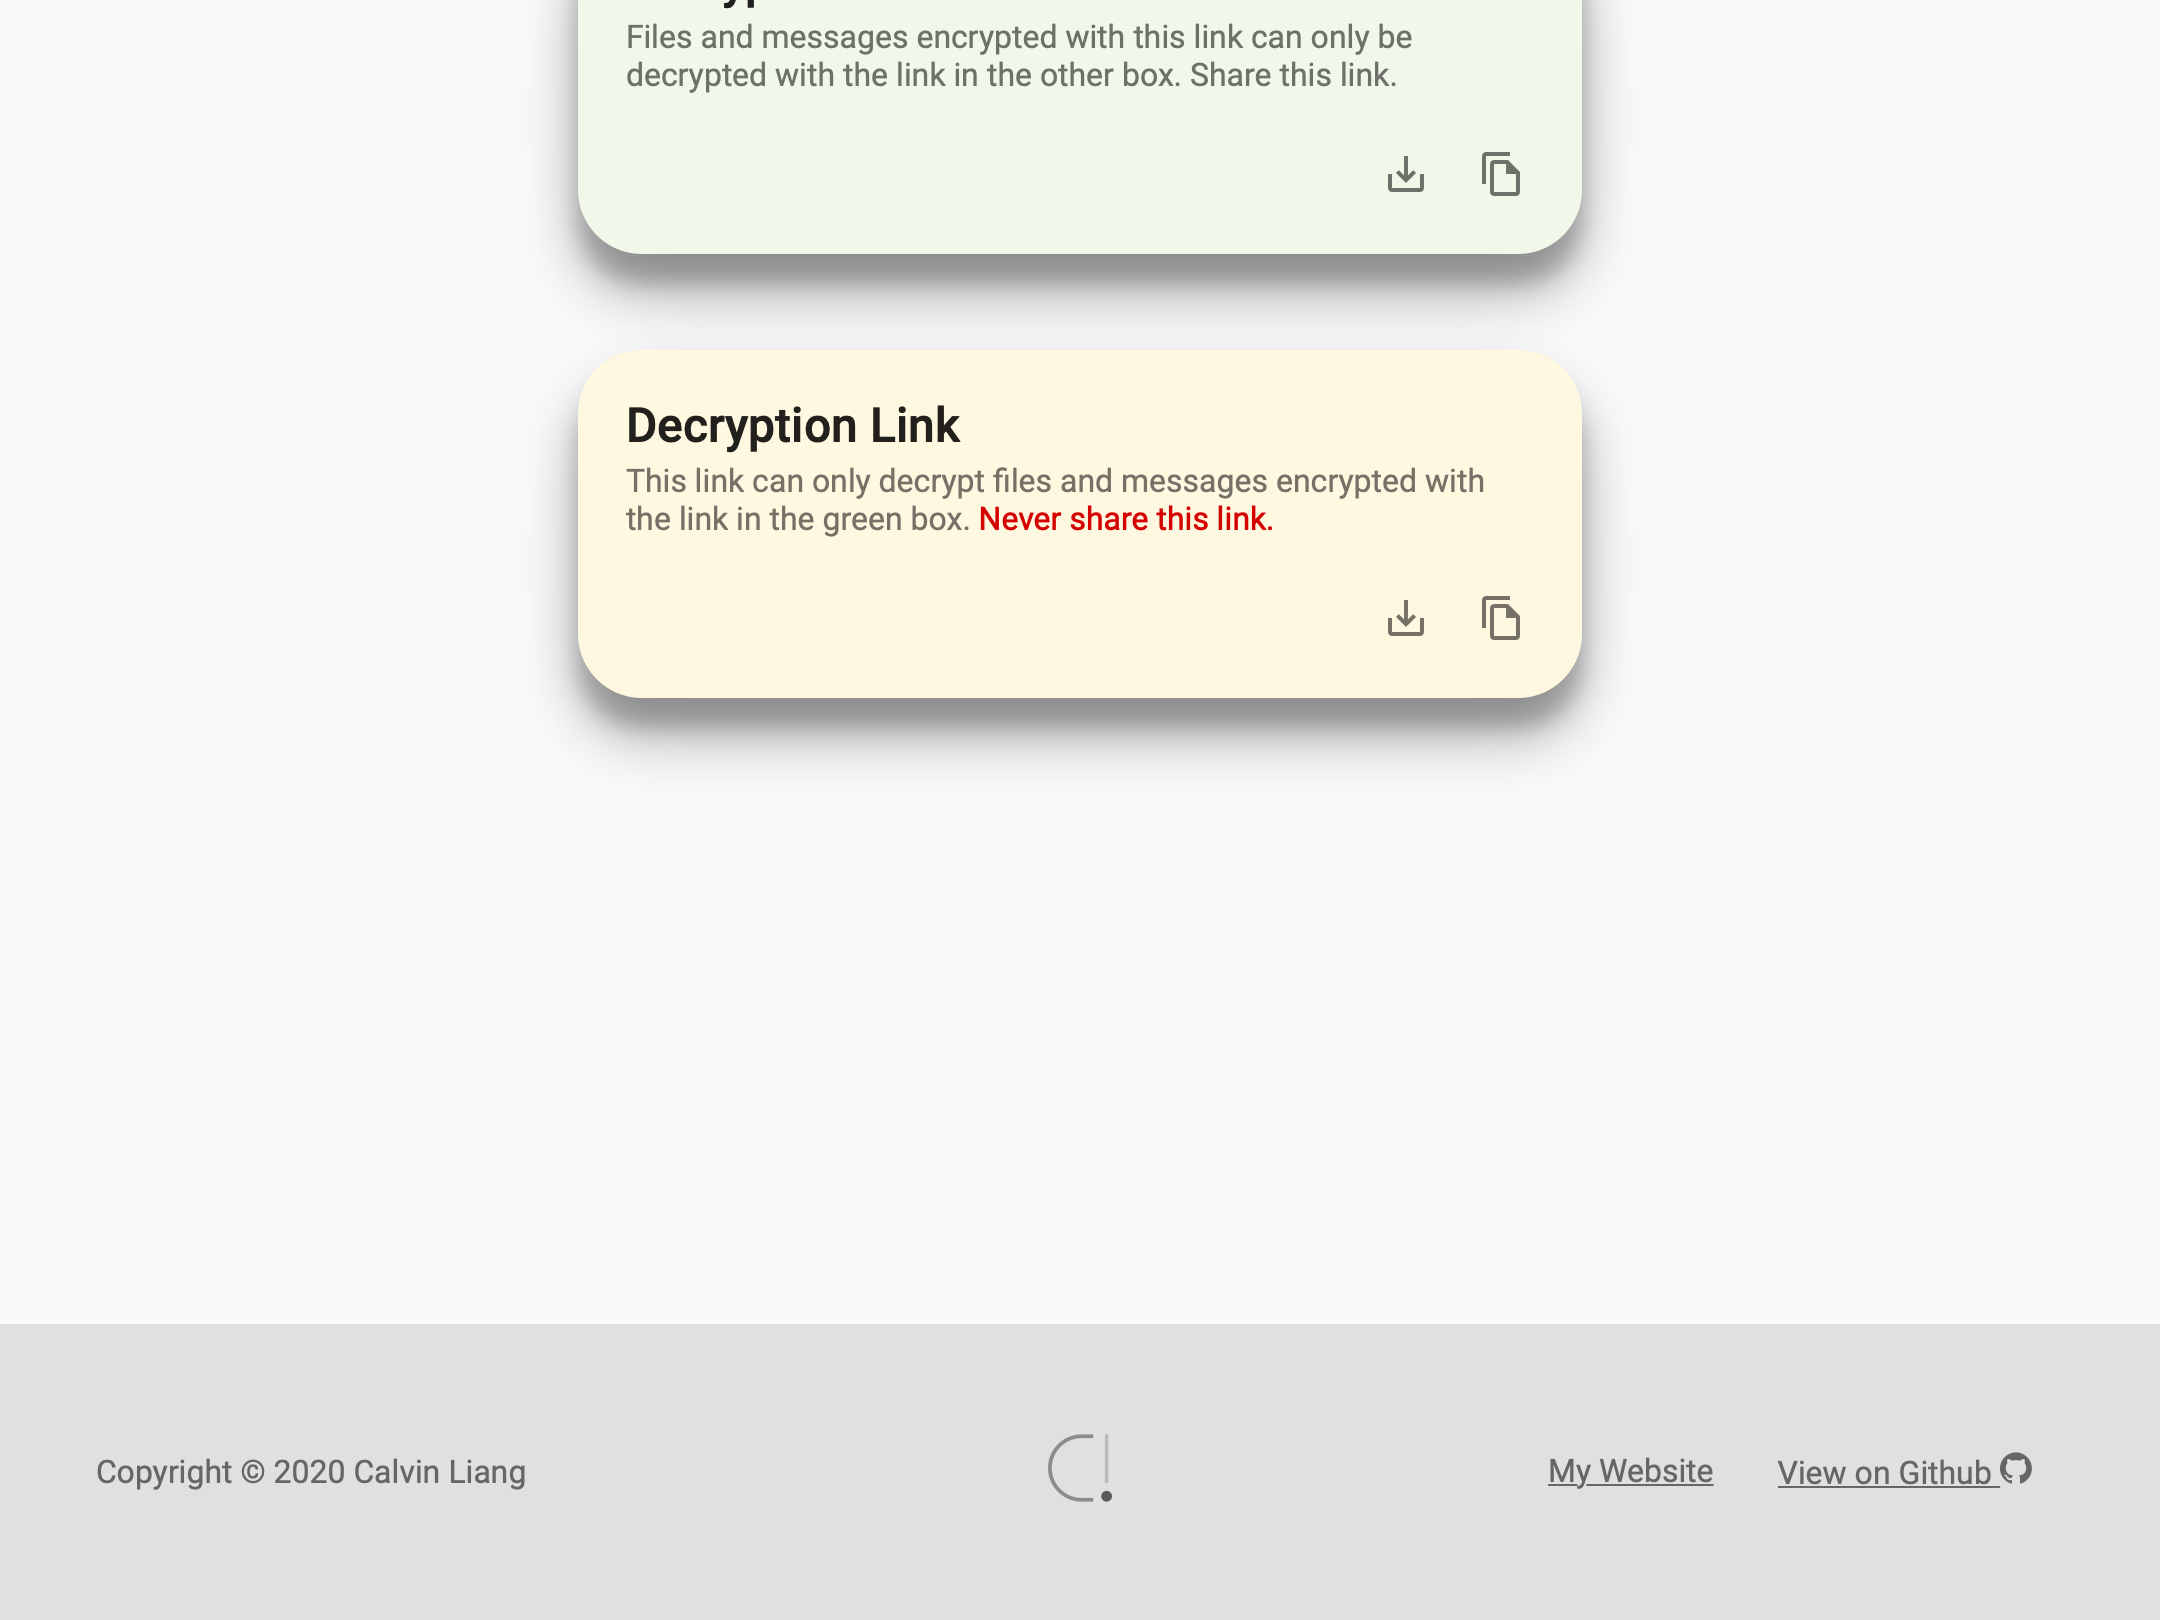 Files and messages encrypted with this link can only be
decrypted with the link in the other box. Share this link.
Decryption Link
This link can only decrypt files and messages encrypted with
the link in the green box. Never share this link.
Copyright © 2020 Calvin Liang
My Website
View on Github